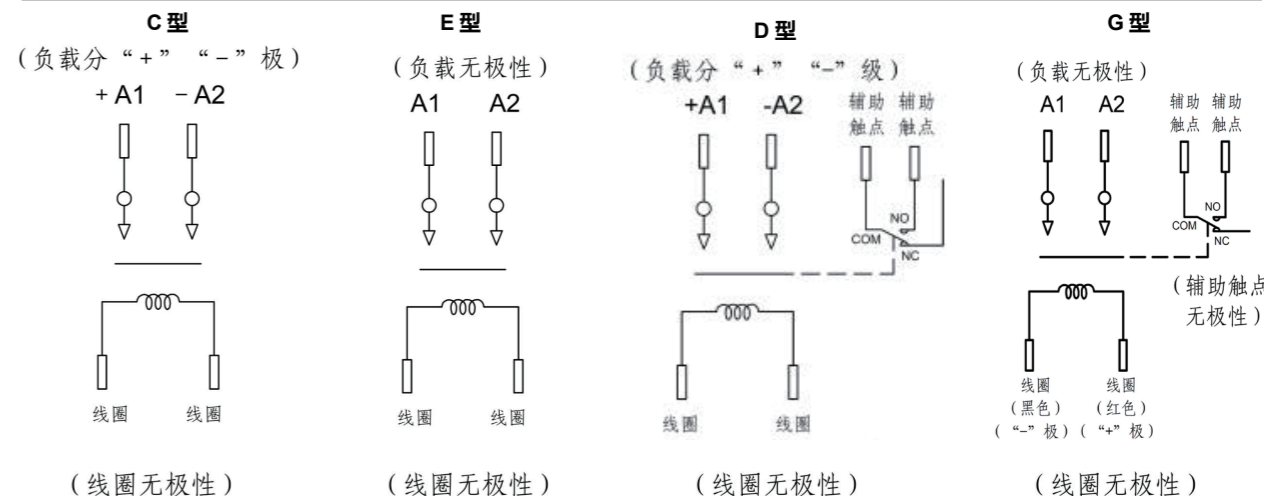 C型
(负载分“+”“-”极)
+ A1 – A2
线圈 线圈
(线圈无极性)
E型
(负载无极性)
A1 A2
线圈 线圈
(线圈无极性)
D型
(负载分“+”“-”级)
+A1 -A2
辅助 辅助
触点 触点
NO
COM
NC
线圈 线圈
(线圈无极性)
G型
(负载无极性)
A1 A2
辅助 辅助
触点 触点
NO
COM
NC
(辅助触点
无极性)
线圈 线圈
(黑色) (红色)
(“-”极) (“+”极)
(线圈无极性)